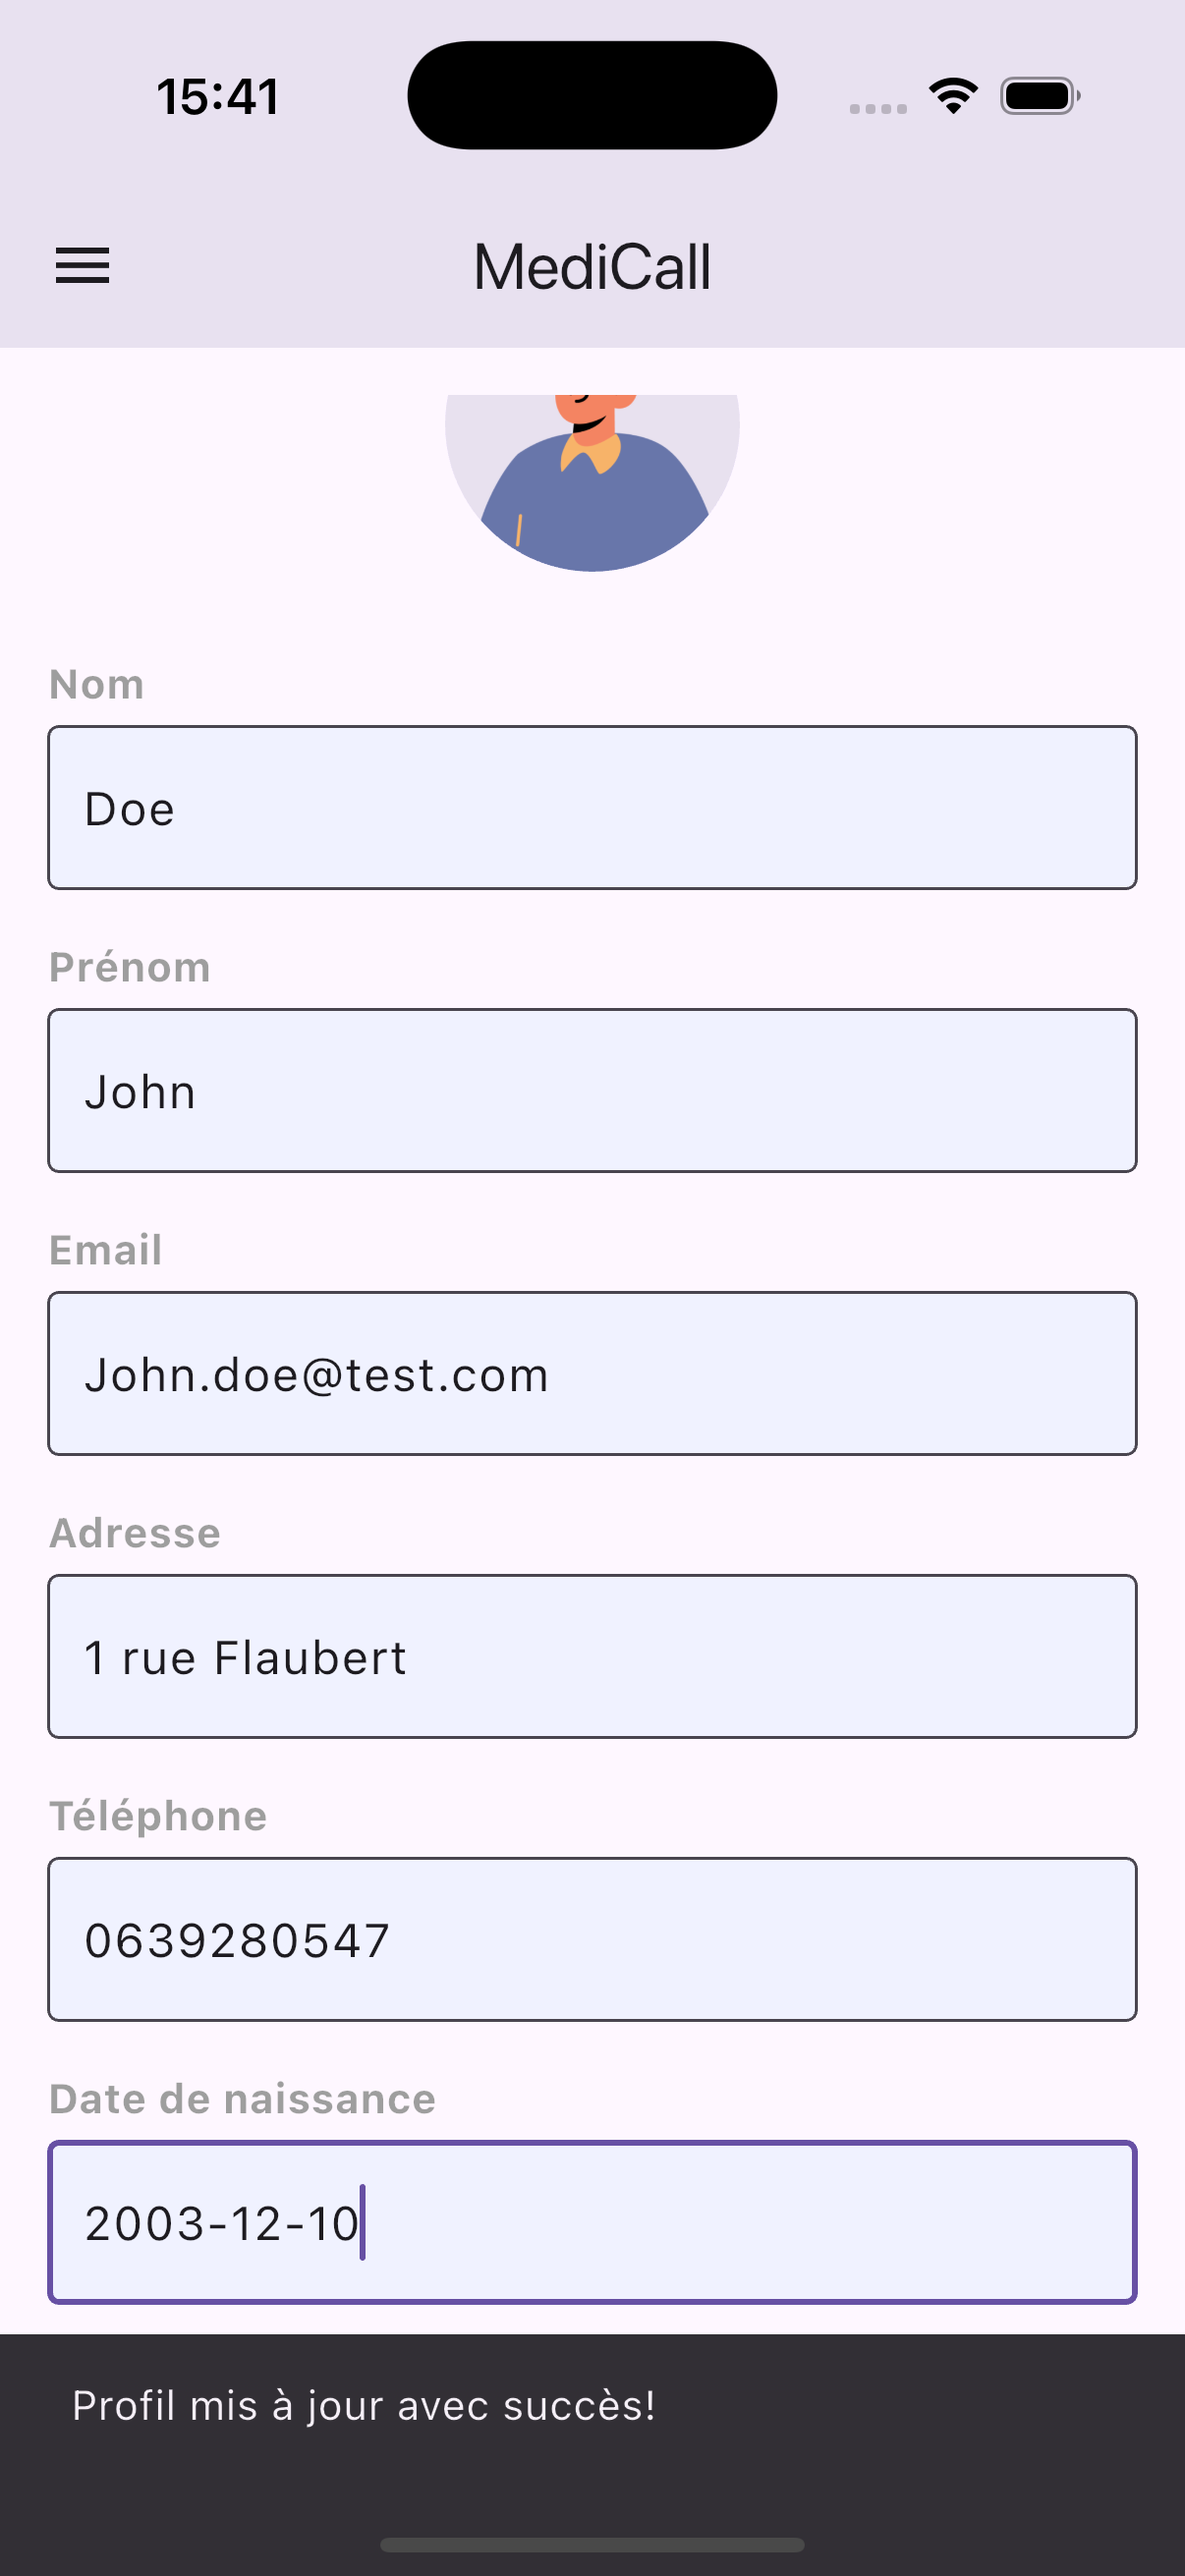 15:41
MediCall
Nom
Doe
Prénom
John
Email
John.doe@test.com
Adresse
1 rue Flaubert
Téléphone
0639280547
Date de naissance
2003-12-10
Profil mis à jour avec succès!